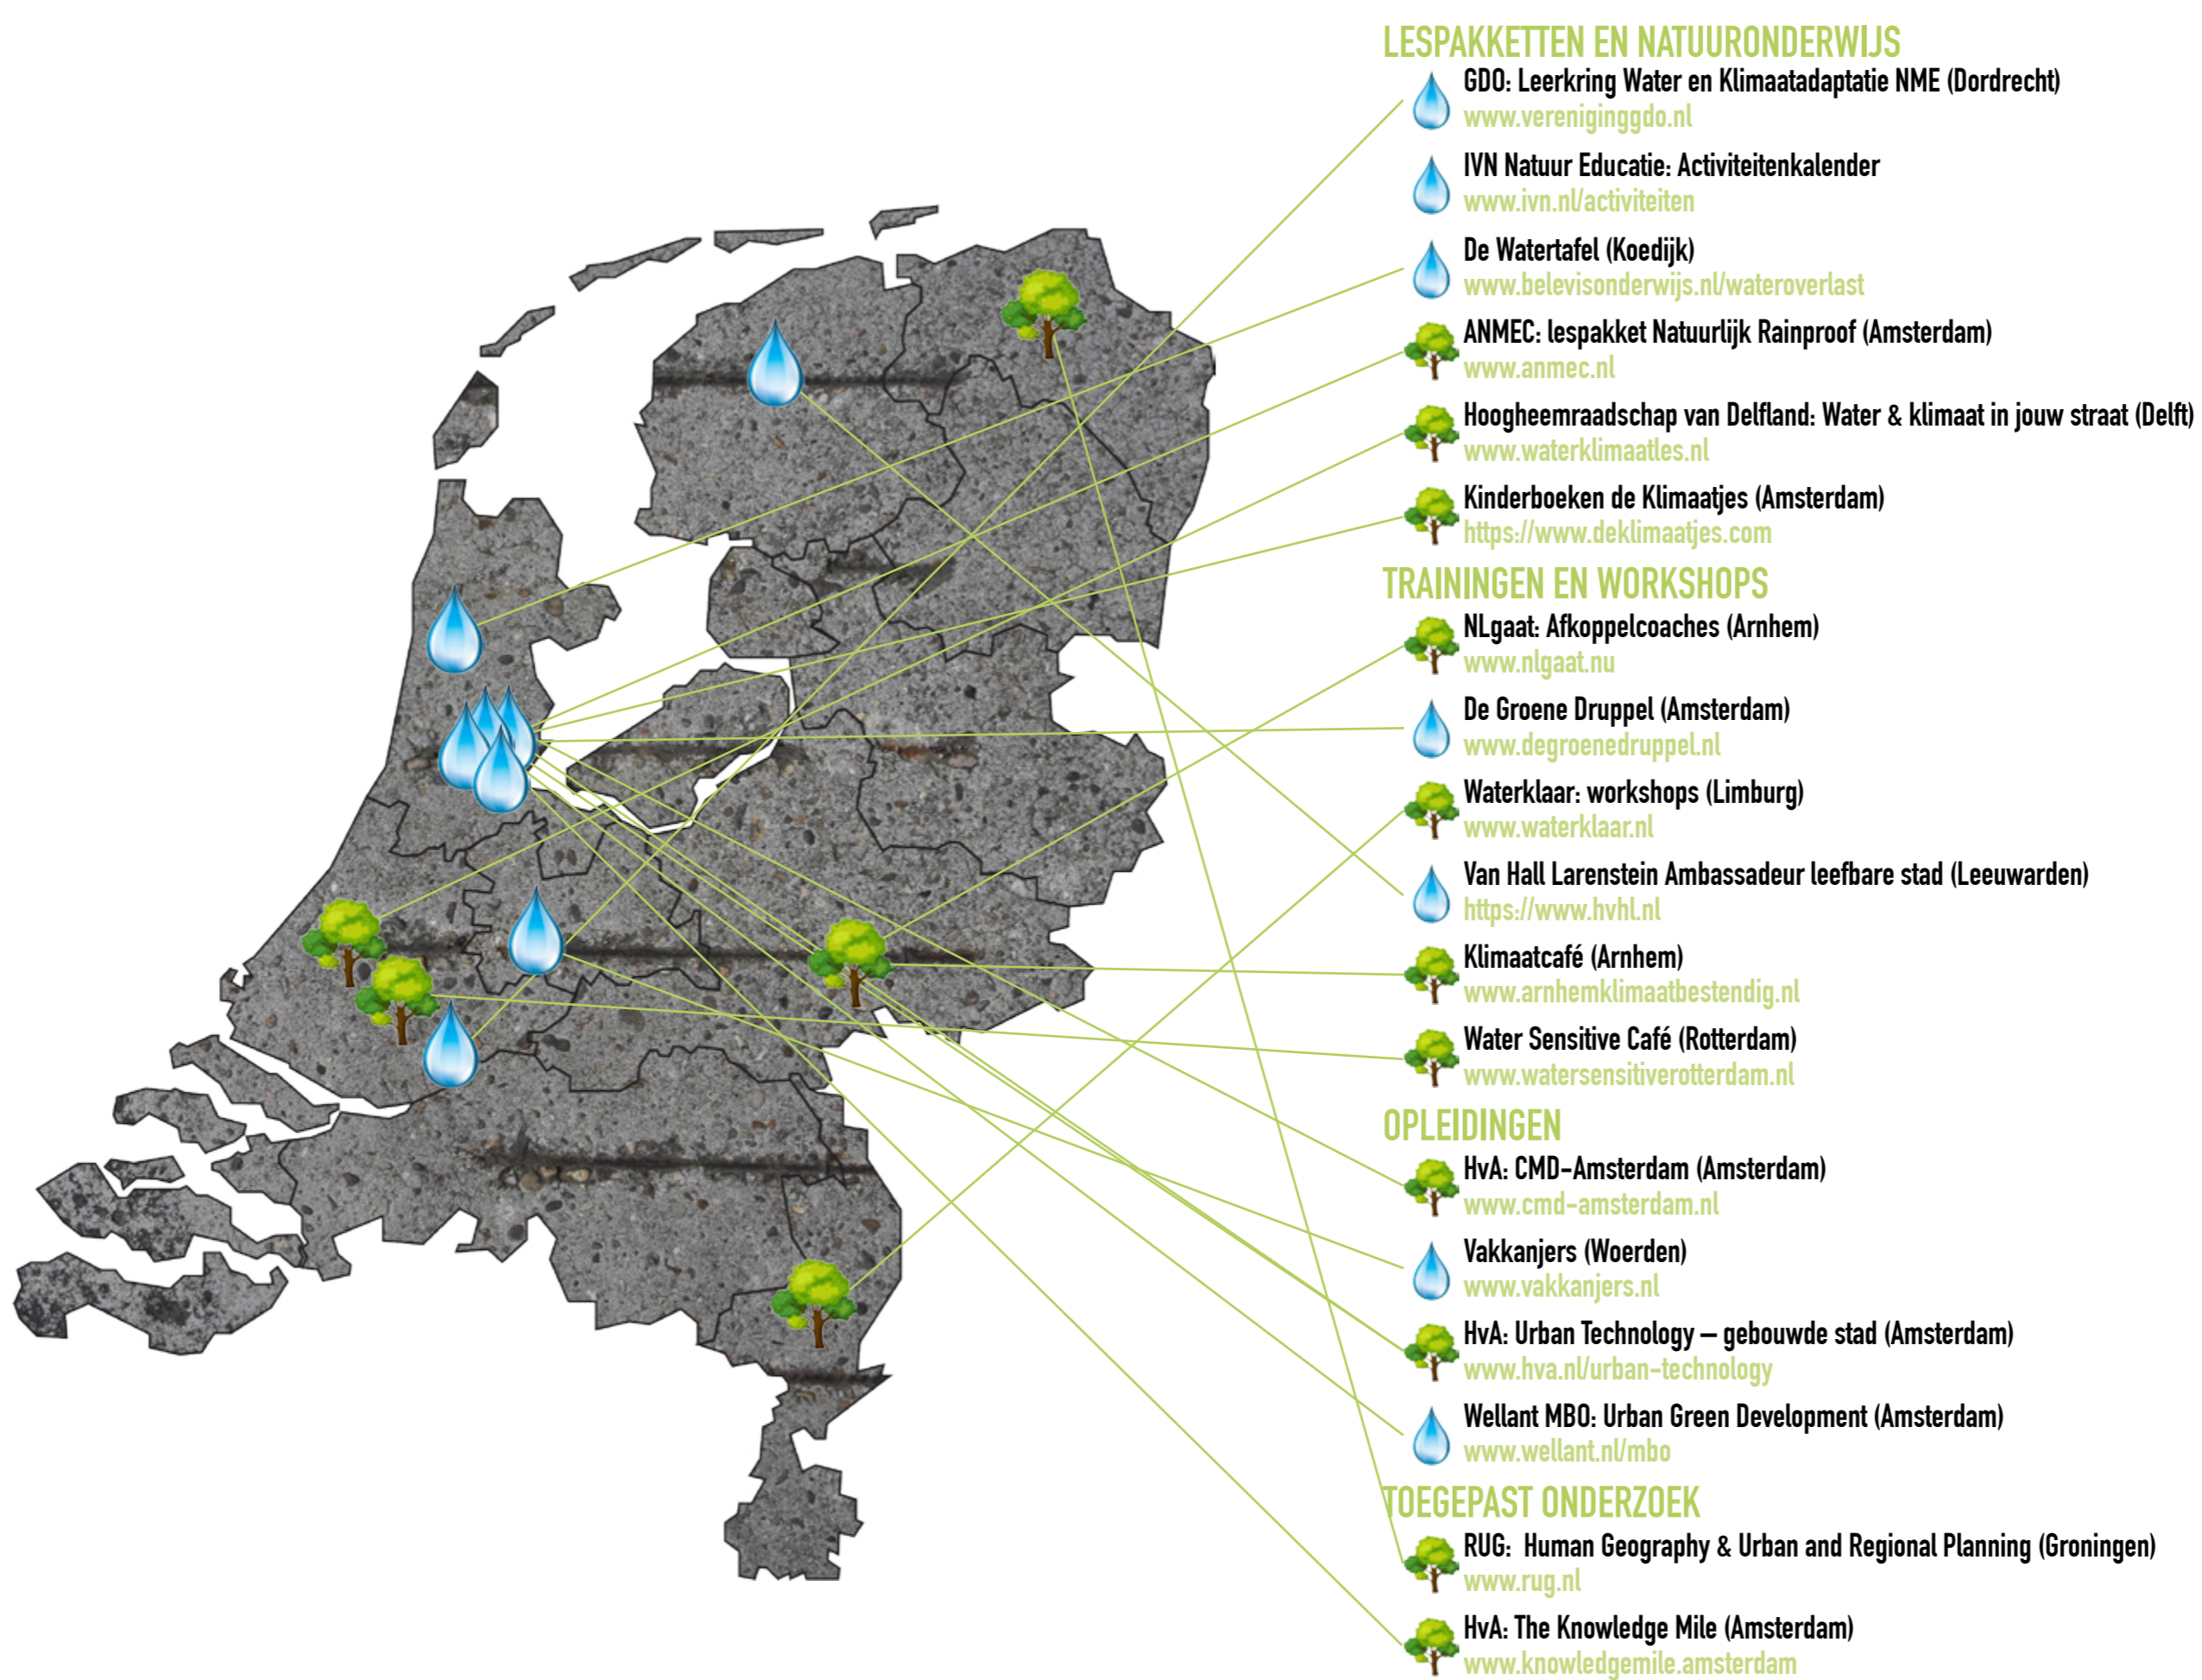 LESPAKKETTEN EN NATUURONDERWIJS
GDO: Leerkring Water en Klimaatadaptatie NME (Dordrecht)
www.vereniginggdo.nl
IVN Natuur Educatie: Activiteitenkalender
www.ivn.nl/activiteiten
De Watertafel (Koedijk)
www.belevisonderwijs.nl/wateroverlast
ANMEC: lespakket Natuurlijk Rainproof (Amsterdam)
www.anmec.nl
Hoogheemraadschap van Delfland: Water & klimaat in jouw straat (Delft)
www.waterklimaatles.nl
Kinderboeken de Klimaatjes (Amsterdam)
https://www.deklimaatjes.com
TRAININGEN EN WORKSHOPS
NLgaat: Afkoppelcoaches (Arnhem)
www.nlgaat.nu
De Groene Druppel (Amsterdam)
www.degroenedruppel.nl
Waterklaar: workshops (Limburg)
www.waterklaar.nl
Van Hall Larenstein Ambassadeur leefbare stad (Leeuwarden)
https://www.hvhl.nl
Klimaatcafé (Arnhem)
www.arnhemklimaatbestendig.nl
Water Sensitive Café (Rotterdam)
www.watersensitiverotterdam.nl
OPLEIDINGEN
HvA: CMD-Amsterdam (Amsterdam)
www.cmd-amsterdam.nl
Vakkanjers (Woerden)
www.vakkanjers.nl
HvA: Urban Technology – gebouwde stad (Amsterdam)
www.hva.nl/urban-technology
Wellant MBO: Urban Green Development (Amsterdam)
www.wellant.nl/mbo
TOEGEPAST ONDERZOEK
RUG: Human Geography & Urban and Regional Planning (Groningen)
www.rug.nl
HvA: The Knowledge Mile (Amsterdam)
www.knowledgemile.amsterdam